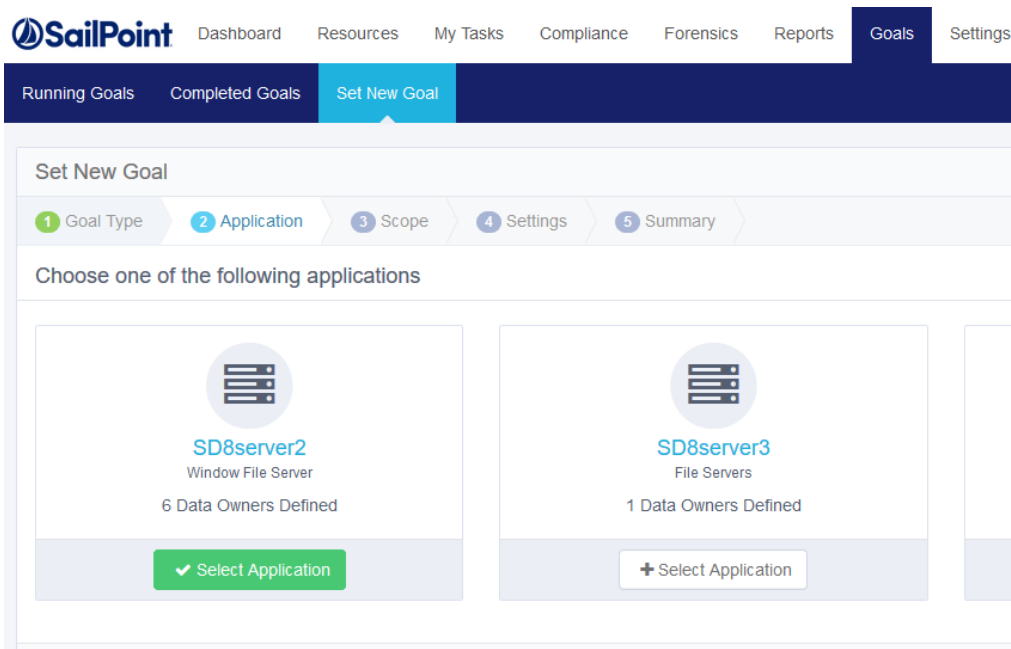 SailPoint Dashboard Resources My Tasks Compliance Forensics Reports Goals Settings
Running Goals Completed Goals Set New Goal
Set New Goal
1 Goal Type 2 Application 3 Scope 4 Settings 5 Summary
Choose one of the following applications
SD8server2
Window File Server
6 Data Owners Defined
Select Application
SD8server3
File Servers
1 Data Owners Defined
Select Application